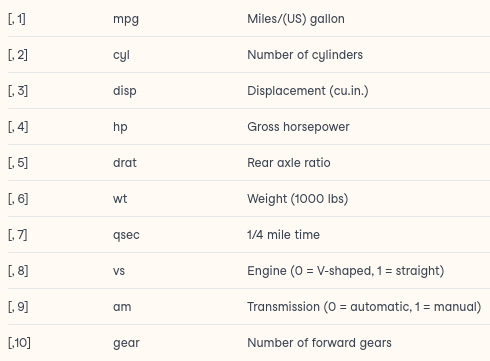 [, 1] mpg Miles/(US) gallon
[, 2] cyl Number of cylinders
[, 3] disp Displacement (cu.in.)
[, 4] hp Gross horsepower
[, 5] drat Rear axle ratio
[, 6] wt Weight (1000 lbs)
[, 7] qsec 1/4 mile time
[, 8] vs Engine (0 = V-shaped, 1 = straight)
[, 9] am Transmission (0 = automatic, 1 = manual)
[,10] gear Number of forward gears